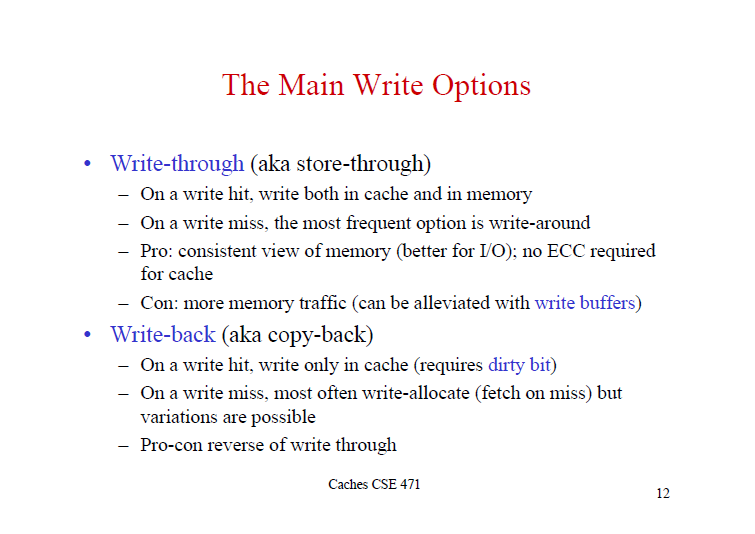 The Main Write Options
• Write-through (aka store-through)
– On a write hit, write both in cache and in memory
– On a write miss, the most frequent option is write-around
– Pro: consistent view of memory (better for I/O); no ECC required
for cache
– Con: more memory traffic (can be alleviated with write buffers)
• Write-back (aka copy-back)
– On a write hit, write only in cache (requires dirty bit)
– On a write miss, most often write-allocate (fetch on miss) but
variations are possible
– Pro-con reverse of write through
Caches CSE 471
12